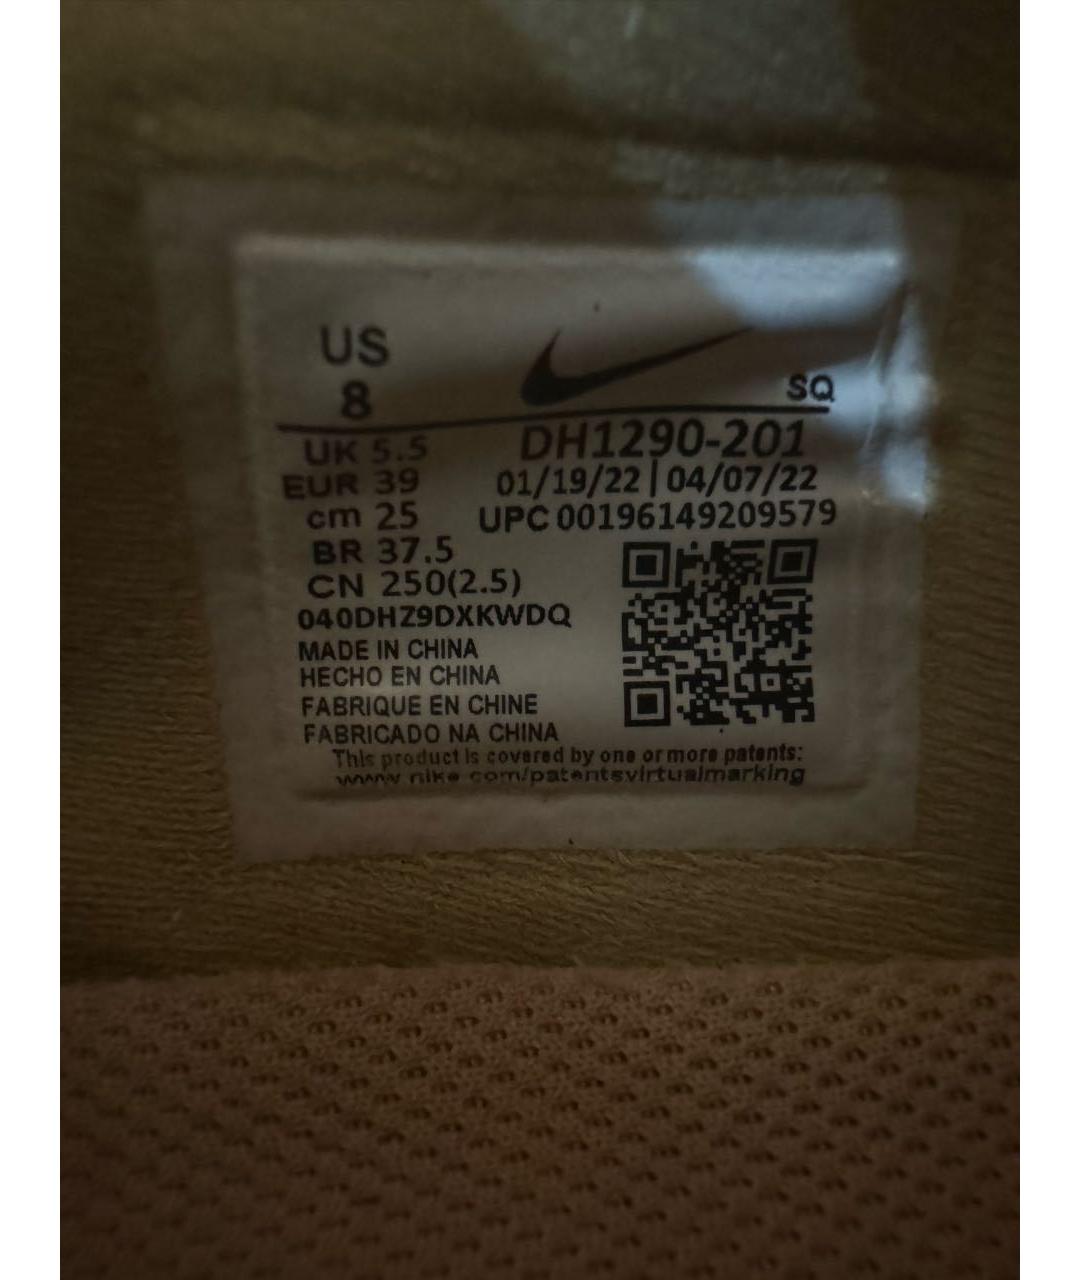 US
8
SQ
UK 5.5
DH1290-201
EUR 39
01/19/22 | 04/07/22
cm 25
UPC 00196149209579
BR 37.5
CN 250(2.5)
040DHZ9DXKWDQ
MADE IN CHINA
HECHO EN CHINA
FABRIQUE EN CHINE
FABRICADO NA CHINA
This product is covered by one or more patents:
www.nike.com/patentsvirtualmarking